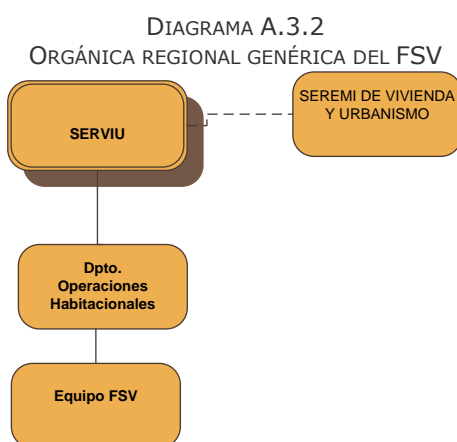 DIAGRAMA A.3.2
ORGÁNICA REGIONAL GENÉRICA DEL FSV
SERVIU
SEREMI DE VIVIENDA
Y URBANISMO
Dpto.
Operaciones
Habitacionales
Equipo FSV